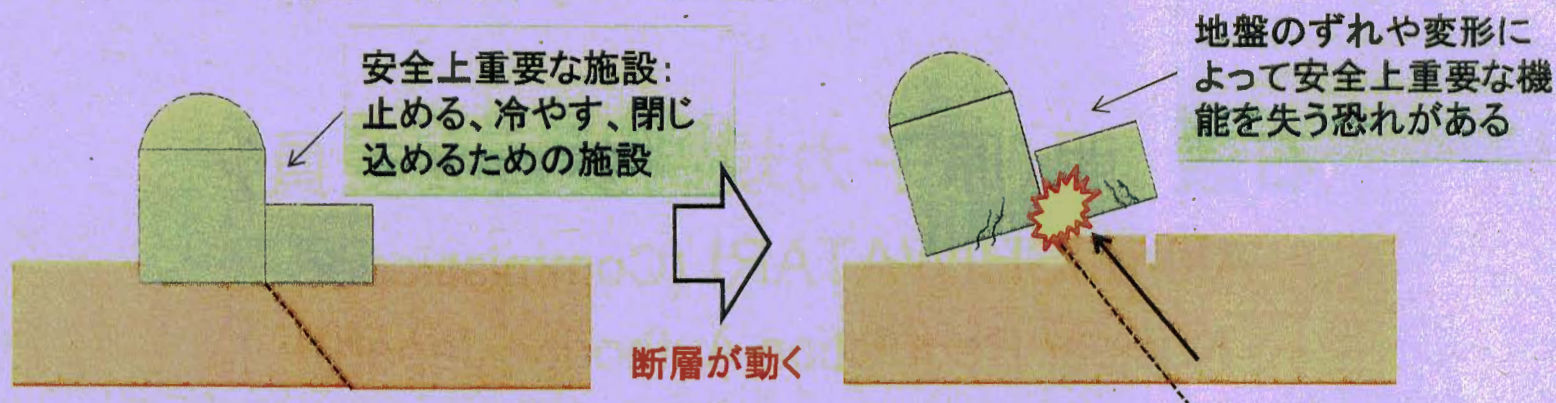 安全上重要な施設:
止める、冷やす、閉じ
込めるための施設
断層が動く
地盤のずれや変形に
よって安全上重要な機
能を失う恐れがある